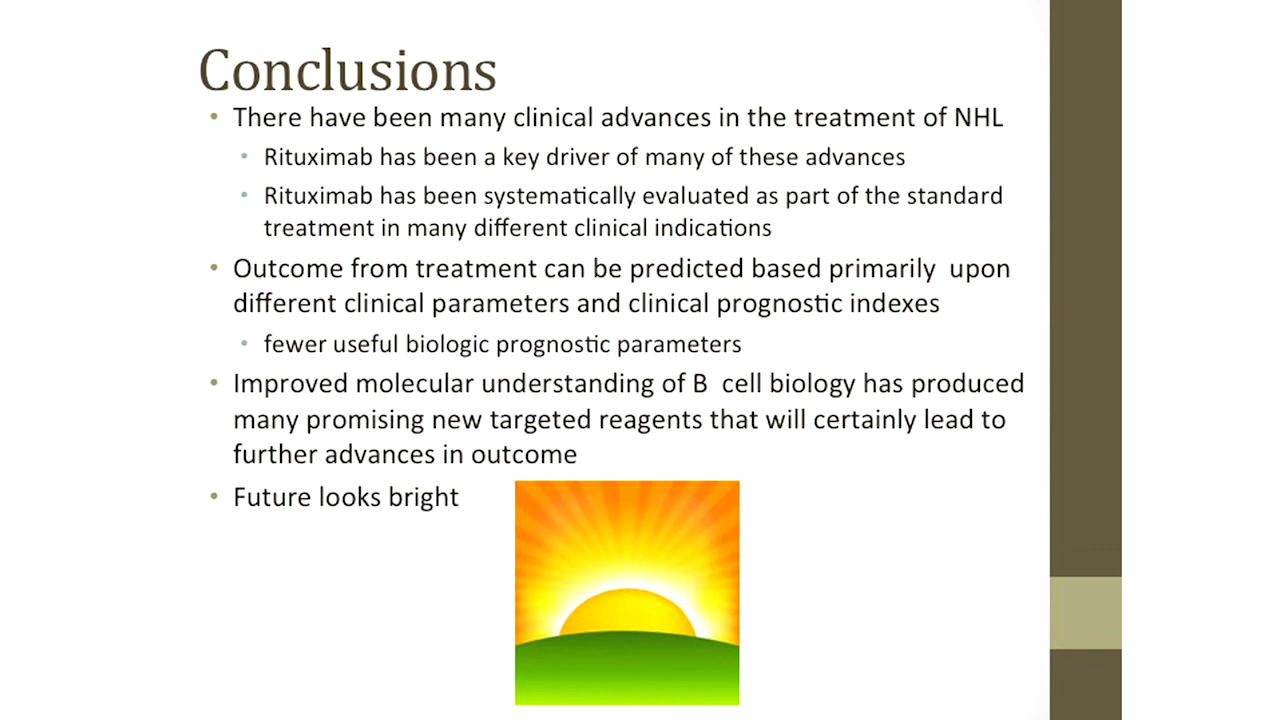 Conclusions
• There have been many clinical advances in the treatment of NHL
• Rituximab has been a key driver of many of these advances
• Rituximab has been systematically evaluated as part of the standard
treatment in many different clinical indications
• Outcome from treatment can be predicted based primarily  upon
different clinical parameters and clinical prognostic indexes
• fewer useful biologic prognostic parameters
• Improved molecular understanding of B  cell biology has produced
many promising new targeted reagents that will certainly lead to
further advances in outcome
• Future looks bright